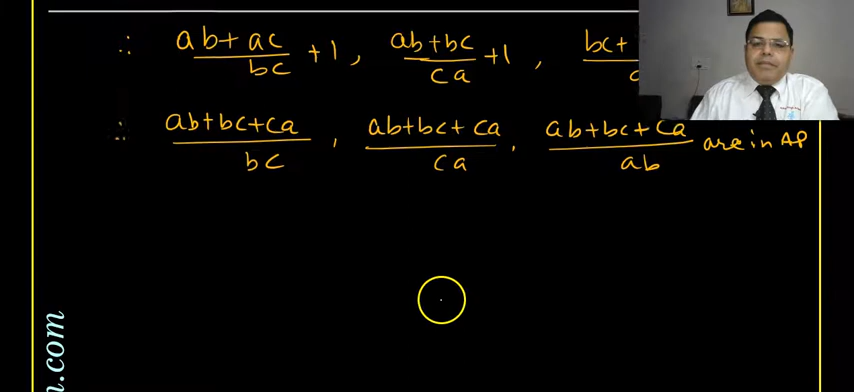 ∴ (ab+ac)/bc +1, (ab+bc)/ca +1, bc+
∴ (ab+bc+ca)/bc, (ab+bc+ca)/ca, (ab+bc+ca)/ab are in AP
.com